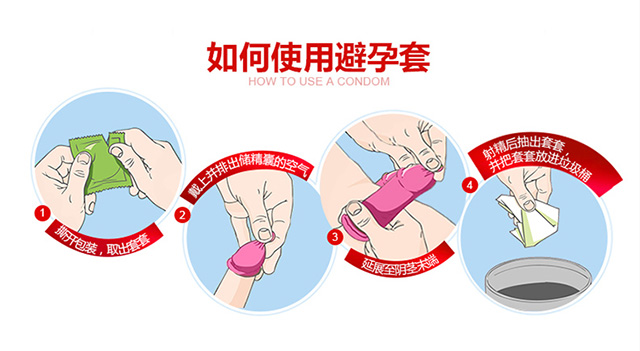 如何使用避孕套
HOW TO USE A CONDOM
1
撕开包装，取出套套
2
戴上并排出储精囊的空气
3
延展至阴茎末端
4
射精后抽出套套
并把套套放进垃圾桶